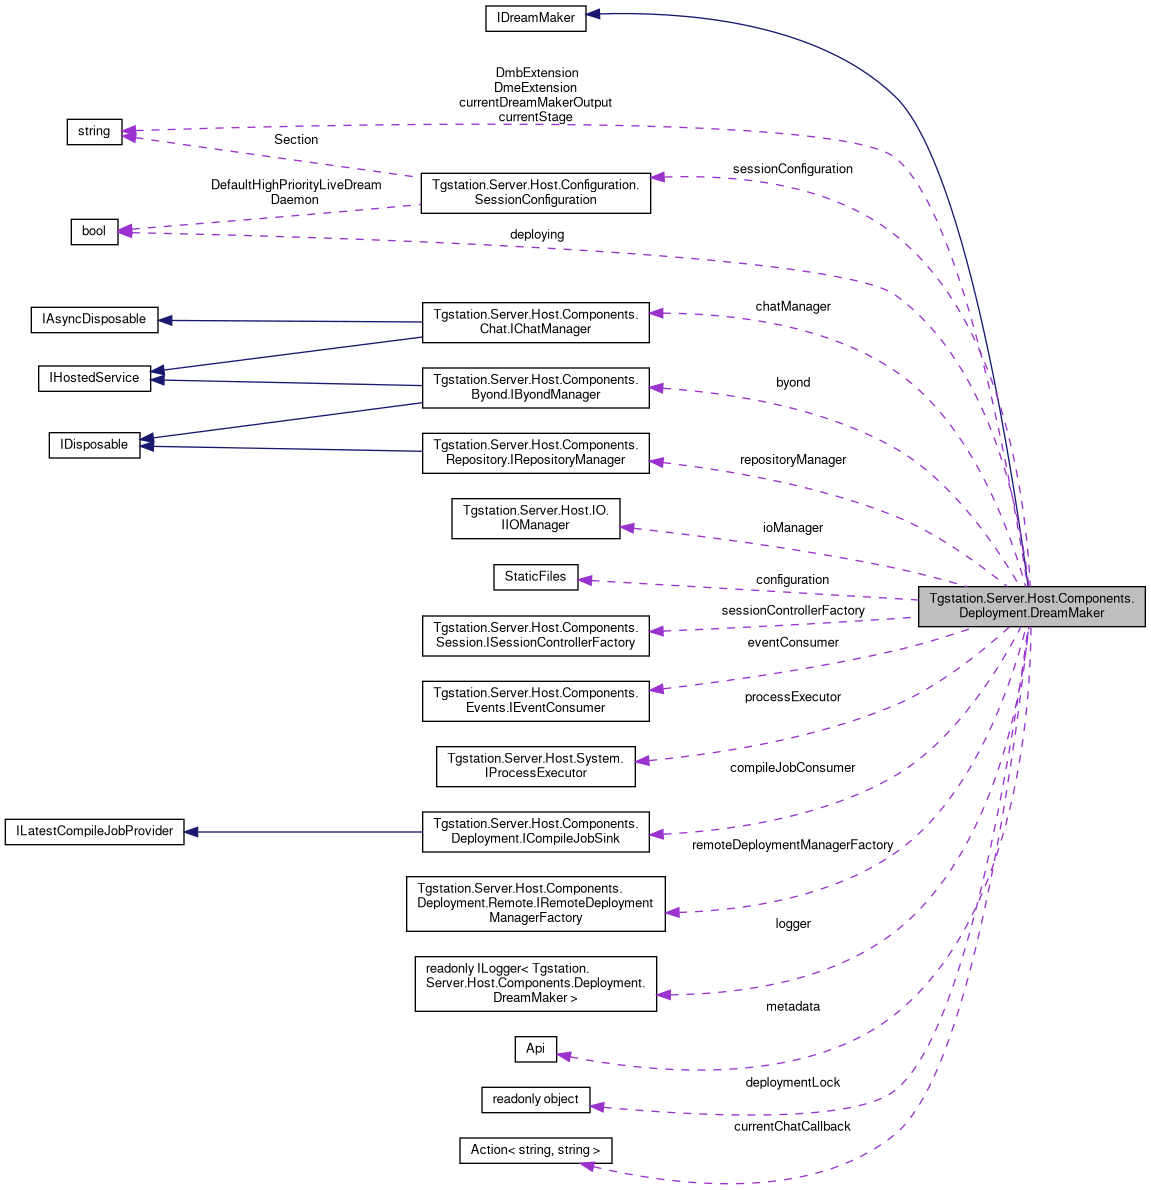 IDreamMaker
DmbExtension
DmeExtension
currentDreamMakerOutput
currentStage
string
Section
sessionConfiguration
DefaultHighPriorityLiveDream
Daemon
Tgstation.Server.Host.Configuration.
SessionConfiguration
bool
deploying
IAsyncDisposable
Tgstation.Server.Host.Components.
Chat.IChatManager
chatManager
IHostedService
Tgstation.Server.Host.Components.
Byond.IByondManager
byond
IDisposable
Tgstation.Server.Host.Components.
Repository.IRepositoryManager
repositoryManager
Tgstation.Server.Host.IO.
IIOManager
ioManager
StaticFiles
configuration
Tgstation.Server.Host.Components.
Deployment.DreamMaker
sessionControllerFactory
Tgstation.Server.Host.Components.
Session.ISessionControllerFactory
eventConsumer
Tgstation.Server.Host.Components.
Events.IEventConsumer
processExecutor
Tgstation.Server.Host.System.
IProcessExecutor
compileJobConsumer
ILatestCompileJobProvider
Tgstation.Server.Host.Components.
Deployment.ICompileJobSink
remoteDeploymentManagerFactory
Tgstation.Server.Host.Components.
Deployment.Remote.IRemoteDeployment
ManagerFactory
logger
readonly ILogger< Tgstation.
Server.Host.Components.Deployment.
DreamMaker >
metadata
Api
deploymentLock
readonly object
currentChatCallback
Action< string, string >